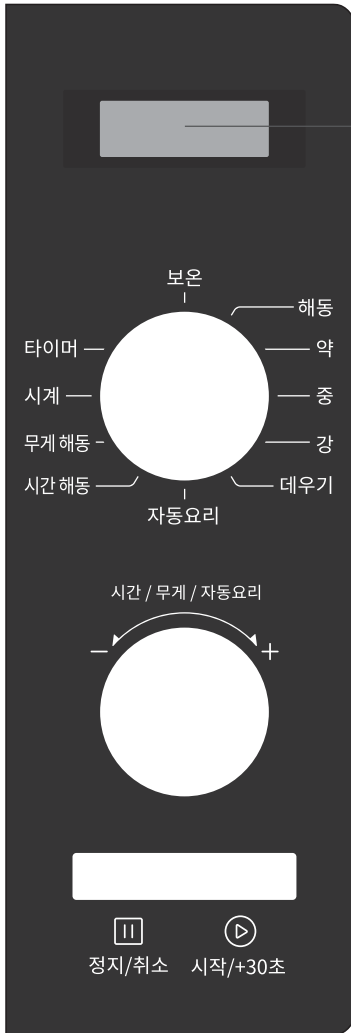 보온
해동
타이머
약
시계
중
무게 해동
강
시간 해동
데우기
자동요리
시간 / 무게 / 자동요리
− +
정지/취소
시작/+30초